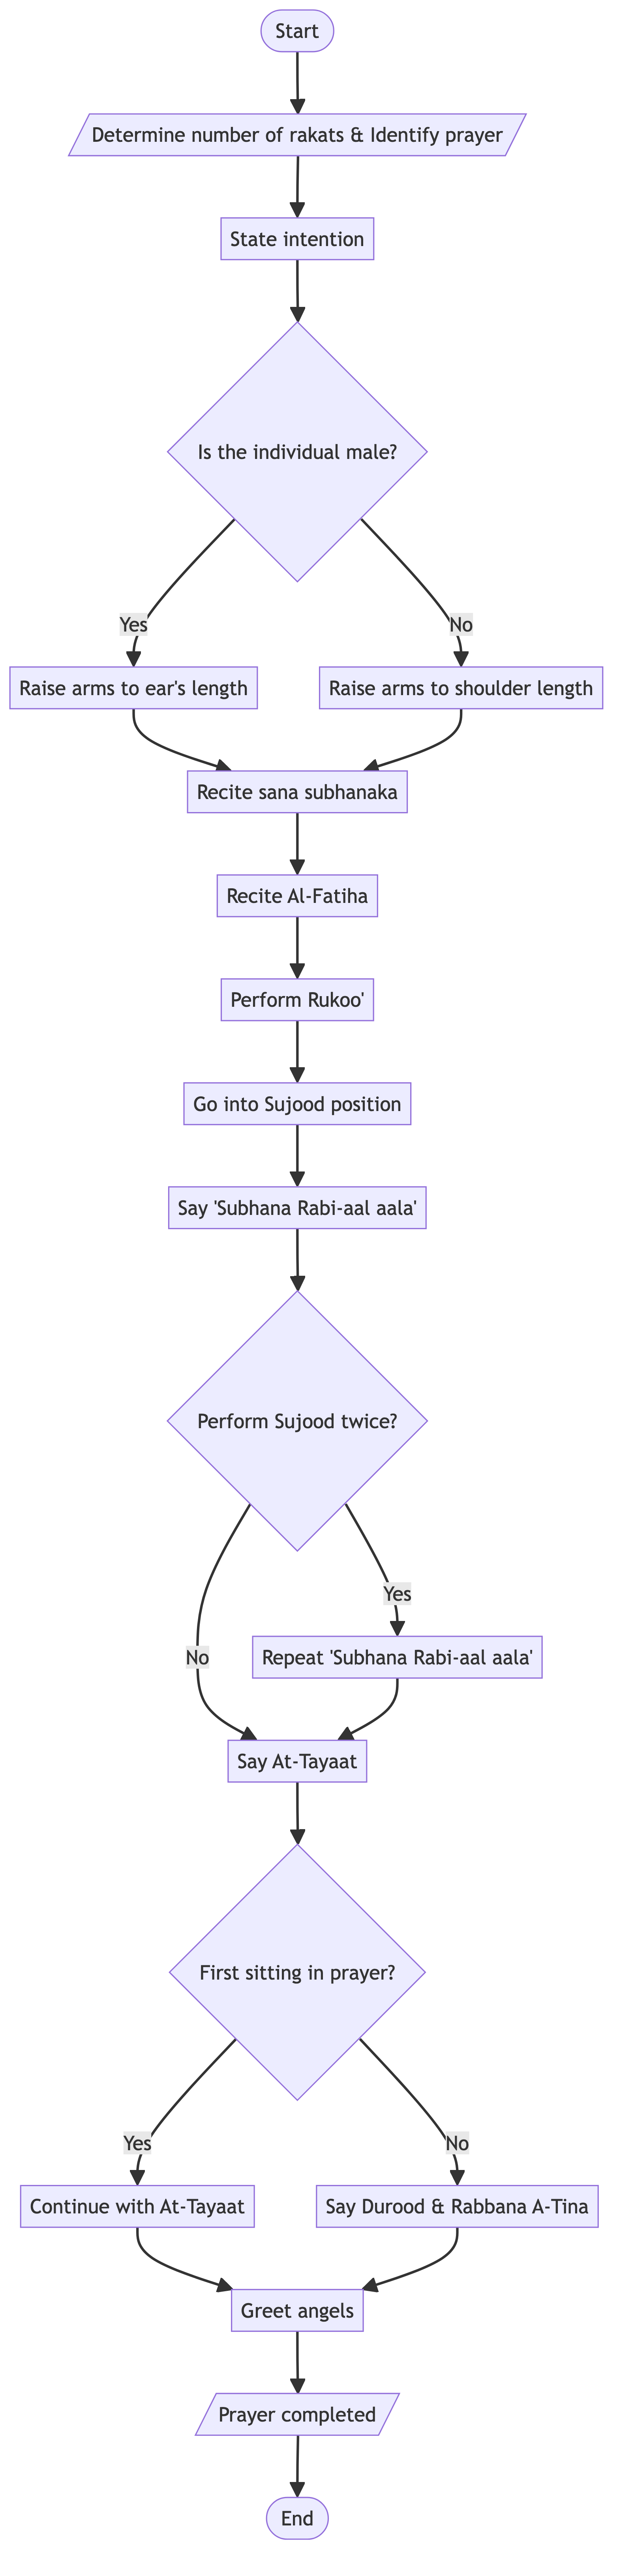 Start
Determine number of rakats & Identify prayer
State intention
Is the individual male?
Yes
No
Raise arms to ear's length
Raise arms to shoulder length
Recite sana subhanaka
Recite Al-Fatiha
Perform Rukoo'
Go into Sujood position
Say 'Subhana Rabi-aal aala'
Perform Sujood twice?
Yes
No
Repeat 'Subhana Rabi-aal aala'
Say At-Tayaat
First sitting in prayer?
Yes
No
Continue with At-Tayaat
Say Durood & Rabbana A-Tina
Greet angels
Prayer completed
End